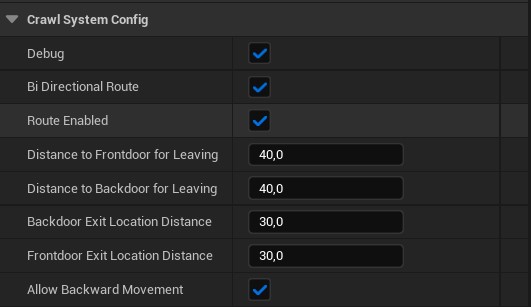 Crawl System Config
Debug
Bi Directional Route
Route Enabled
Distance to Frontdoor for Leaving 40,0
Distance to Backdoor for Leaving 40,0
Backdoor Exit Location Distance 30,0
Frontdoor Exit Location Distance 30,0
Allow Backward Movement